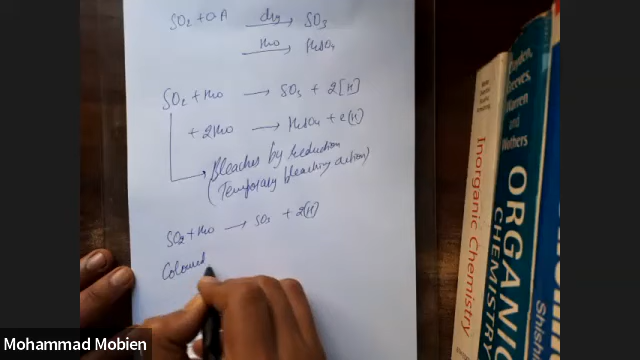 SO2 + O·A —dry→ SO3
—H2O→ H2SO4
SO2 + H2O → SO3 + 2[H]
+ 2H2O → H2SO4 + 2[H]
Bleaches by reduction
(Temporary bleaching action)
SO2 + H2O → SO3 + 2[H]
Coloured
Inorganic Chemistry
Clayden,
Greeves,
Warren
and
Wothers
ORGANIC
CHEMISTRY
Shishi
Mohammad Mobien